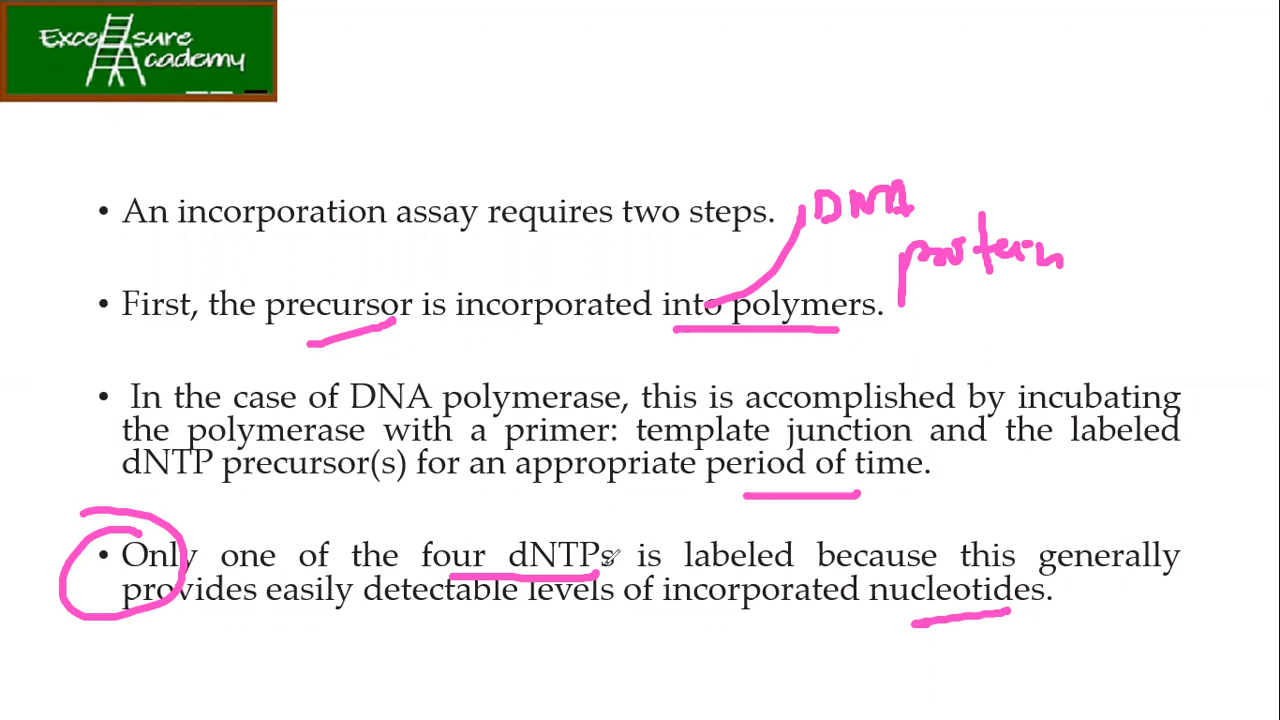 Excel sure
Academy
• An incorporation assay requires two steps.
DNA
protein
• First, the precursor is incorporated into polymers.
• In the case of DNA polymerase, this is accomplished by incubating
the polymerase with a primer: template junction and the labeled
dNTP precursor(s) for an appropriate period of time.
• Only one of the four dNTPs is labeled because this generally
provides easily detectable levels of incorporated nucleotides.